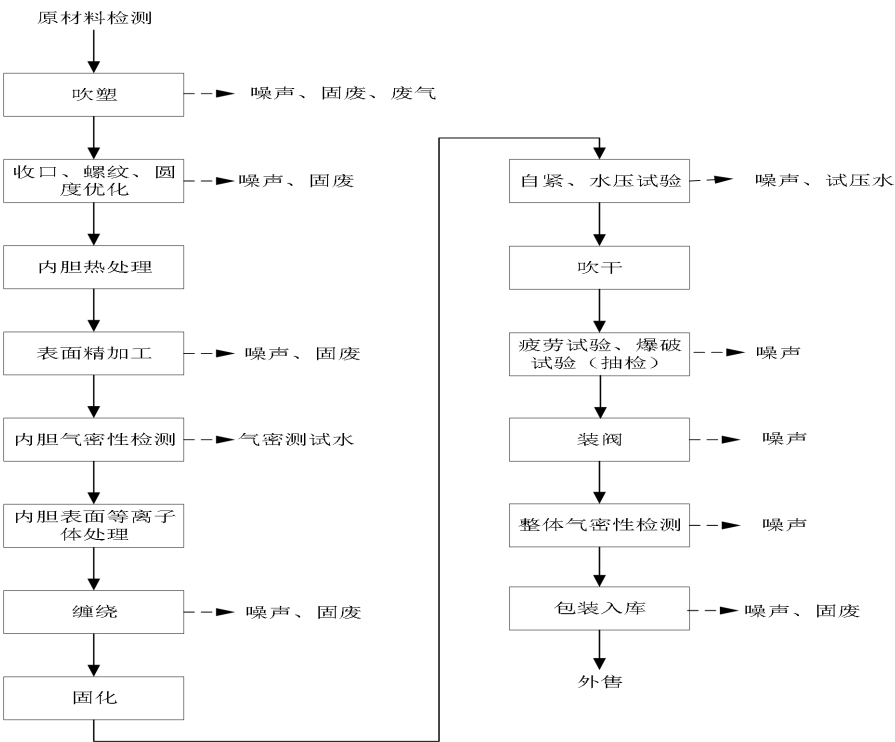 原材料检测
吹塑
噪声、固废、废气
收口、螺纹、圆
度优化
噪声、固废
内胆热处理
表面精加工
噪声、固废
内胆气密性检测
气密测试水
内胆表面等离子
体处理
缠绕
噪声、固废
固化
自紧、水压试验
噪声、试压水
吹干
疲劳试验、爆破
试验（抽检）
噪声
装阀
噪声
整体气密性检测
噪声
包装入库
噪声、固废
外售